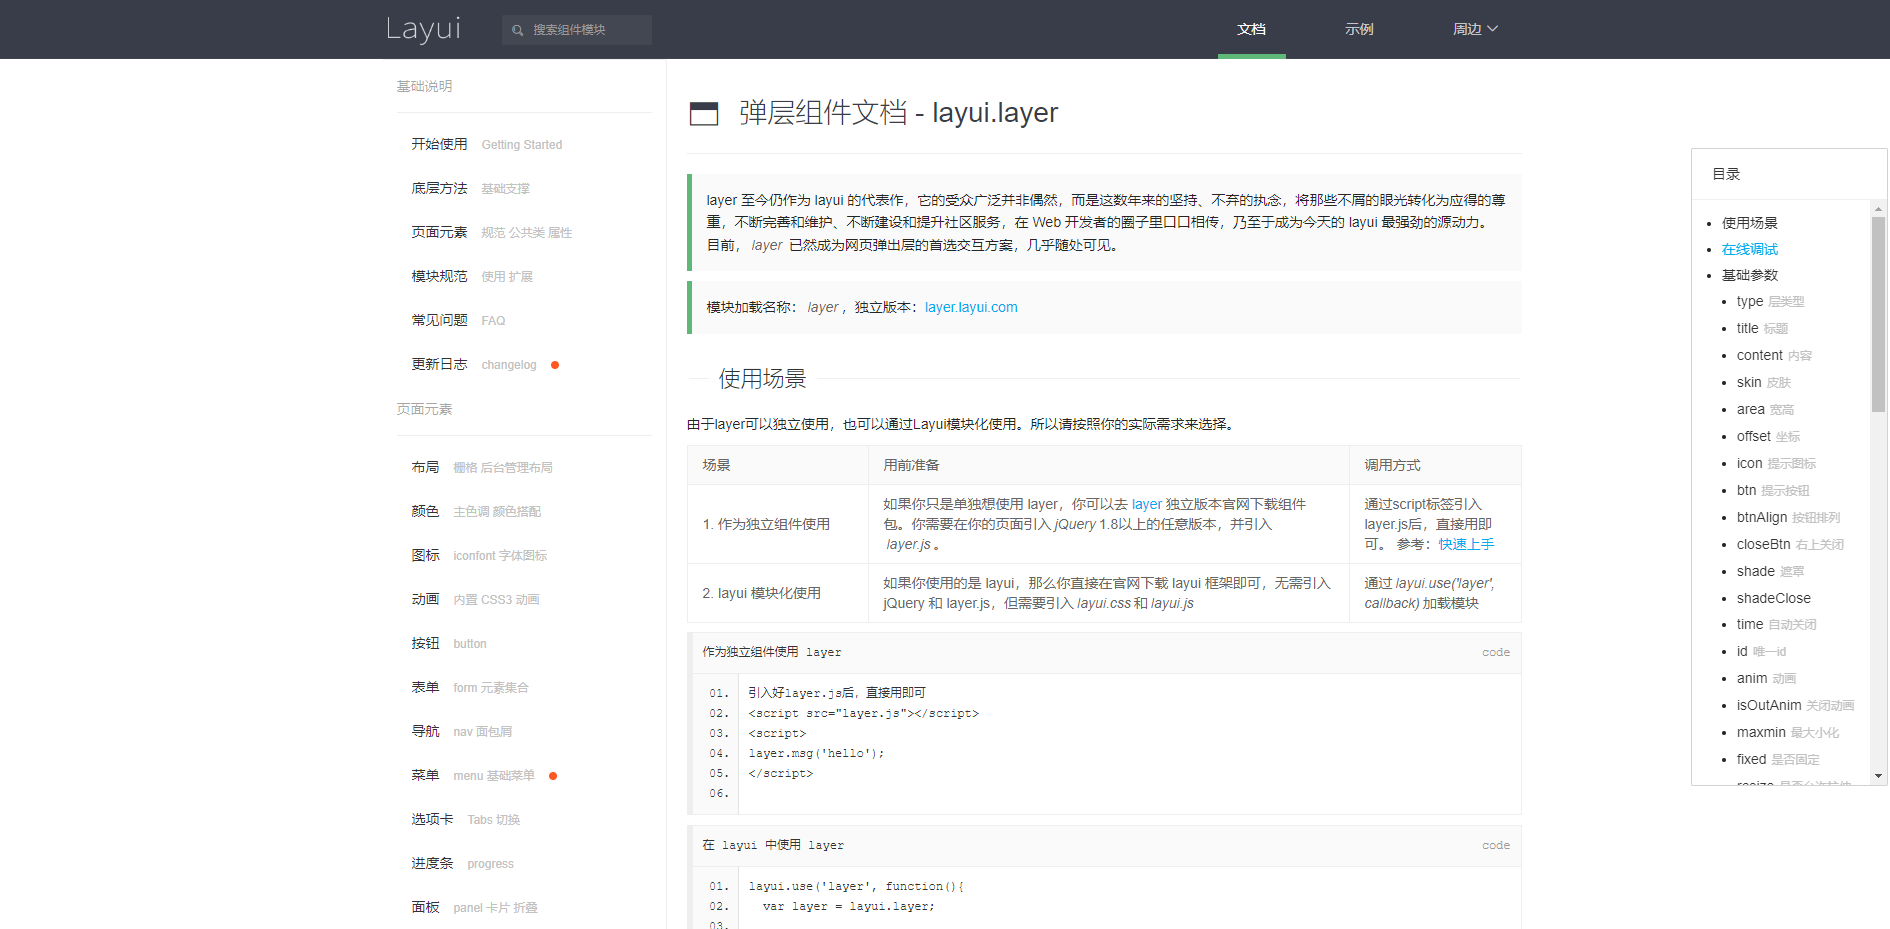 Layui
搜索组件模块
文档
示例
周边
基础说明
开始使用 Getting Started
底层方法 基础支撑
页面元素 规范 公共类 属性
模块规范 使用 扩展
常见问题 FAQ
更新日志 changelog
页面元素
布局 栅格 后台管理布局
颜色 主色调 颜色搭配
图标 iconfont 字体图标
动画 内置 CSS3 动画
按钮 button
表单 form 元素集合
导航 nav 面包屑
菜单 menu 基础菜单
选项卡 Tabs 切换
进度条 progress
面板 panel 卡片 折叠
弹层组件文档 - layui.layer
layer 至今仍作为 layui 的代表作，它的受众广泛并非偶然，而是这数年来的坚持、不弃的执念，将那些不屑的眼光转化为应得的尊
重，不断完善和维护、不断建设和提升社区服务，在 Web 开发者的圈子里口口相传，乃至于成为今天的 layui 最强劲的源动力。
目前， layer 已然成为网页弹出层的首选交互方案，几乎随处可见。
模块加载名称： layer ，独立版本：layer.layui.com
使用场景
由于layer可以独立使用，也可以通过Layui模块化使用。所以请按照你的实际需求来选择。
场景
用前准备
调用方式
1. 作为独立组件使用
如果你只是单独想使用 layer，你可以去 layer 独立版本官网下载组件
包。你需要在你的页面引入 jQuery 1.8以上的任意版本，并引入
layer.js 。
通过script标签引入
layer.js后，直接用即
可。 参考：快速上手
2. layui 模块化使用
如果你使用的是 layui，那么你直接在官网下载 layui 框架即可，无需引入
jQuery 和 layer.js，但需要引入 layui.css 和 layui.js
通过 layui.use('layer',
callback) 加载模块
作为独立组件使用 layer
code
01. 引入好layer.js后，直接用即可
02. <script src="layer.js"></script>
03. <script>
04. layer.msg('hello');
05. </script>
06.
在 layui 中使用 layer
code
01. layui.use('layer', function(){
02. var layer = layui.layer;
03.
目录
使用场景
在线调试
基础参数
type 层类型
title 标题
content 内容
skin 皮肤
area 宽高
offset 坐标
icon 提示图标
btn 提示按钮
btnAlign 按钮排列
closeBtn 右上关闭
shade 遮罩
shadeClose
time 自动关闭
id 唯一id
anim 动画
isOutAnim 关闭动画
maxmin 最大小化
fixed 是否固定